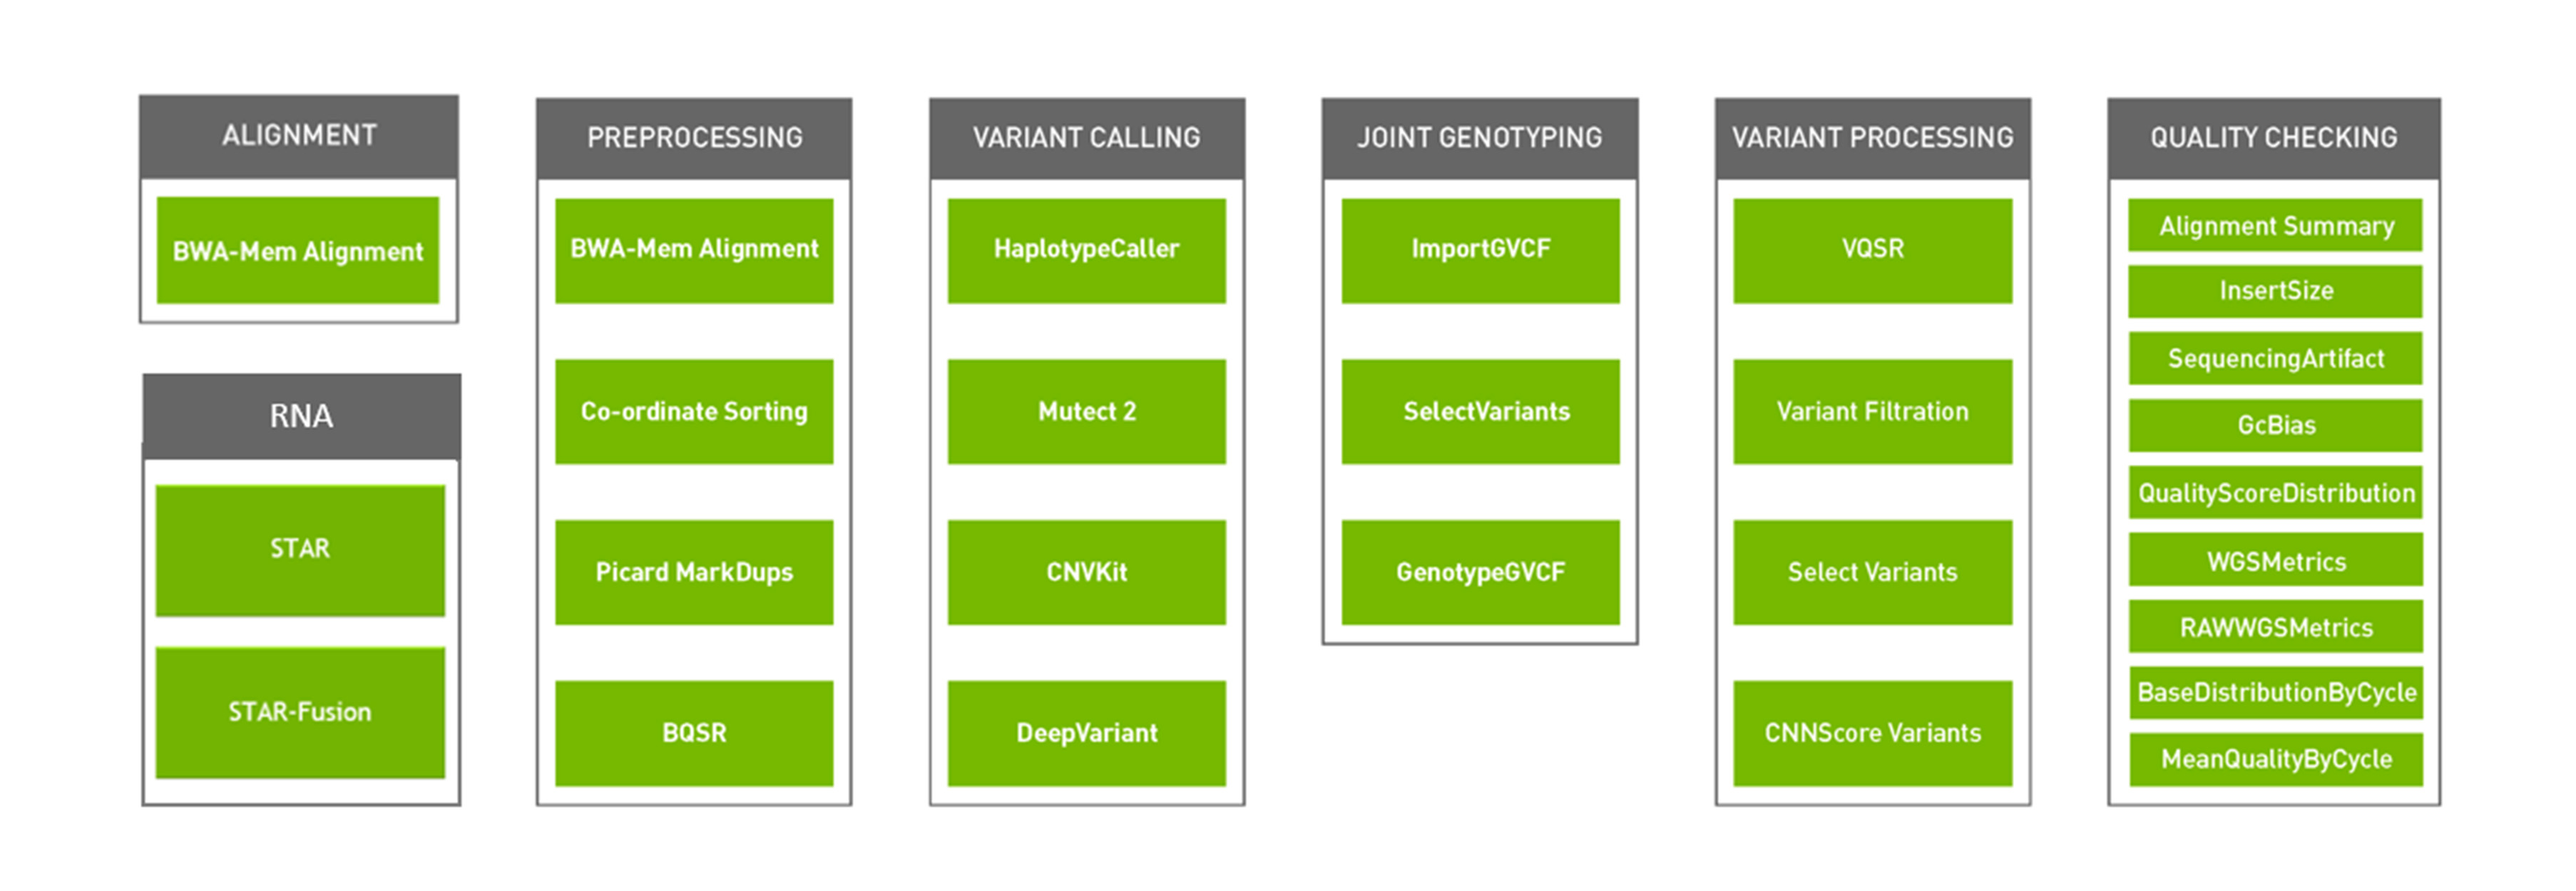 ALIGNMENT
BWA-Mem Alignment
RNA
STAR
STAR-Fusion
PREPROCESSING
BWA-Mem Alignment
Co-ordinate Sorting
Picard MarkDups
BQSR
VARIANT CALLING
HaplotypeCaller
Mutect 2
CNVKit
DeepVariant
JOINT GENOTYPING
ImportGVCF
SelectVariants
GenotypeGVCF
VARIANT PROCESSING
VQSR
Variant Filtration
Select Variants
CNNScore Variants
QUALITY CHECKING
Alignment Summary
InsertSize
SequencingArtifact
GcBias
QualityScoreDistribution
WGSMetrics
RAWWGSMetrics
BaseDistributionByCycle
MeanQualityByCycle